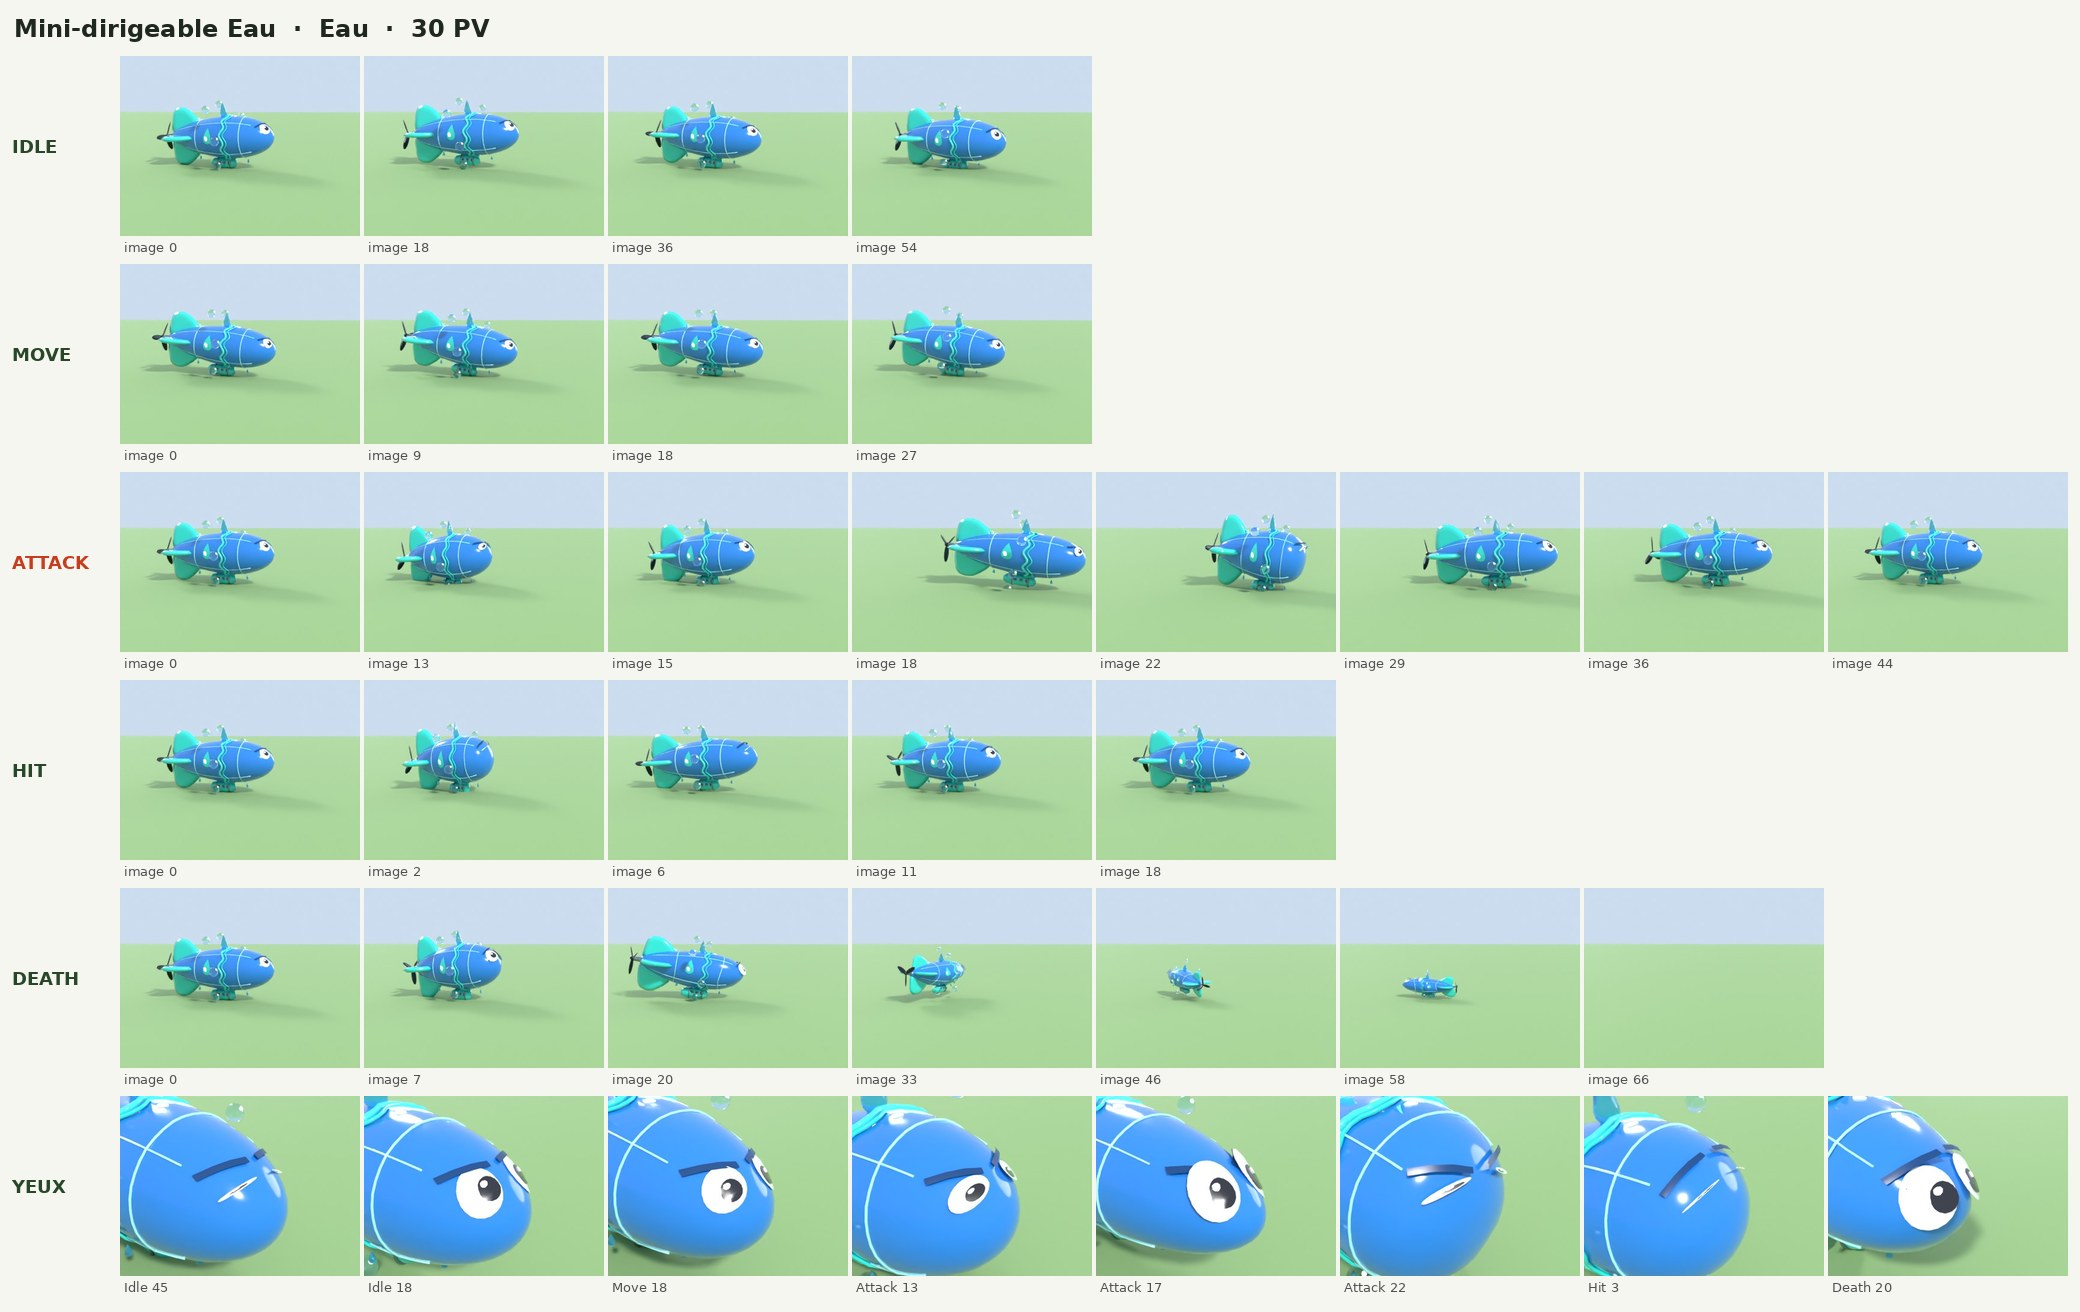 Mini-dirigeable Eau · Eau · 30 PV
IDLE
image 0
image 18
image 36
image 54
MOVE
image 0
image 9
image 18
image 27
ATTACK
image 0
image 13
image 15
image 18
image 22
image 29
image 36
image 44
HIT
image 0
image 2
image 6
image 11
image 18
DEATH
image 0
image 7
image 20
image 33
image 46
image 58
image 66
YEUX
Idle 45
Idle 18
Move 18
Attack 13
Attack 17
Attack 22
Hit 3
Death 20